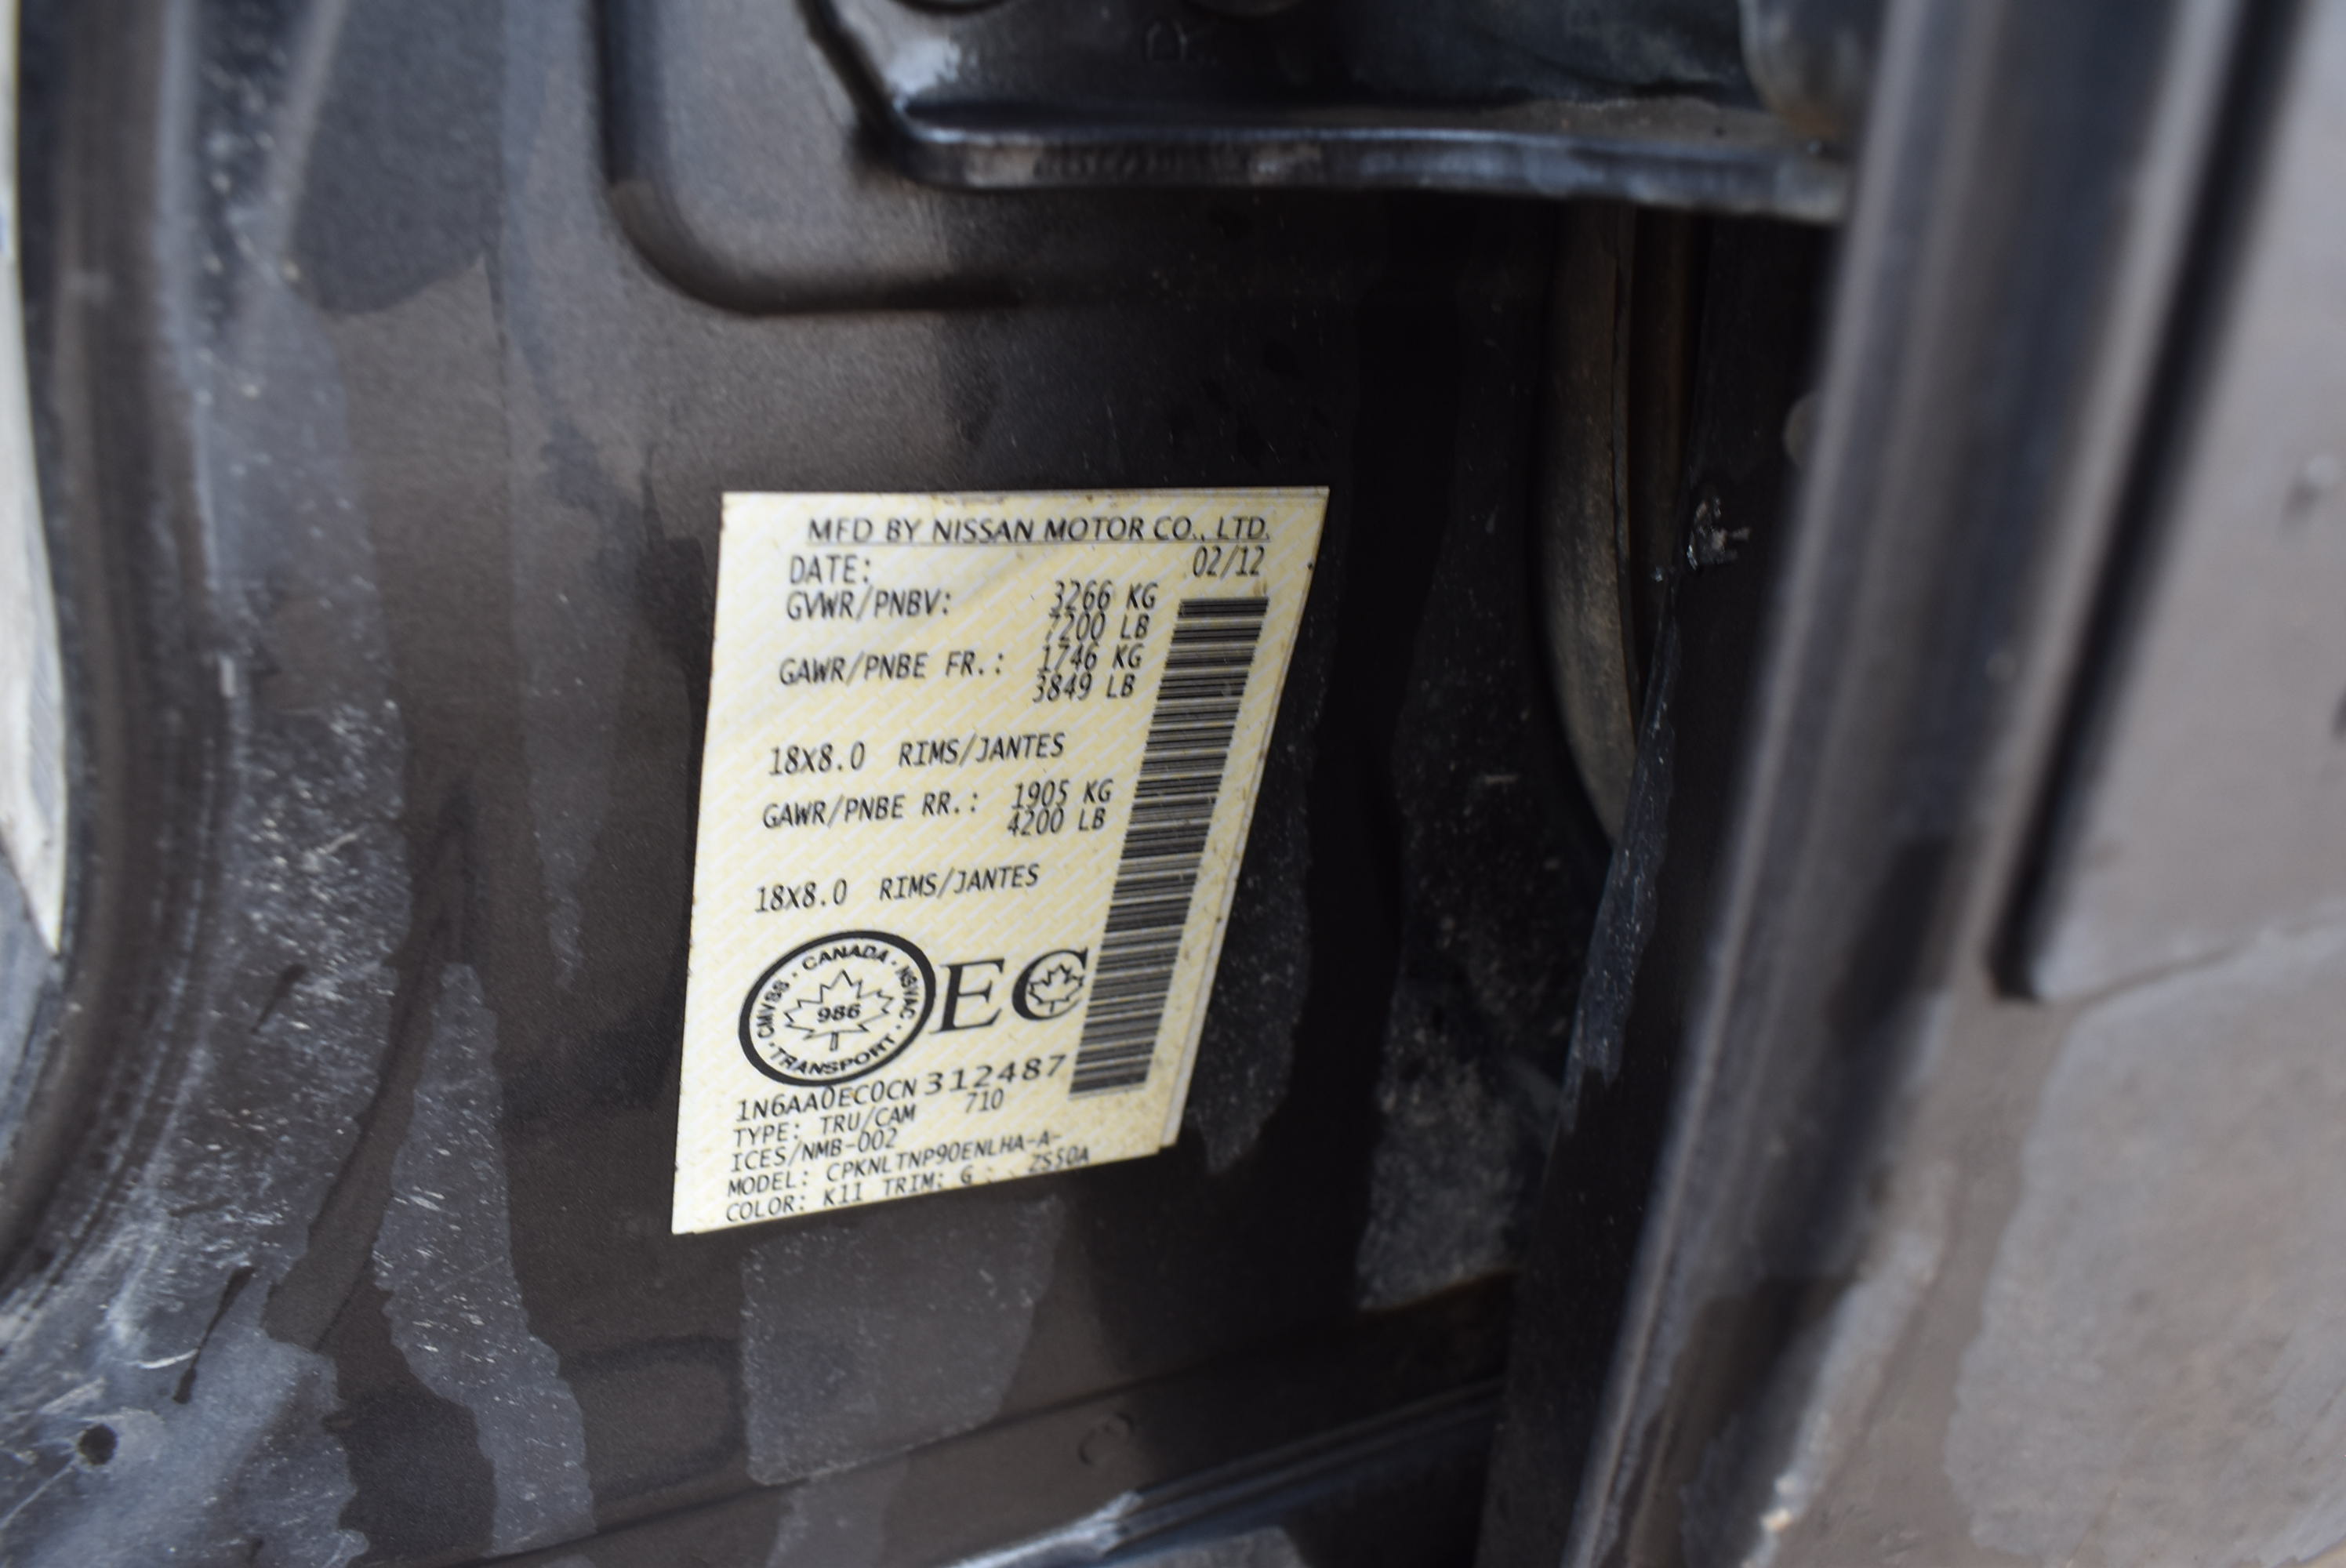 MFD BY NISSAN MOTOR CO., LTD.
DATE: 02/12
GVWR/PNBV: 3266 KG
7200 LB
GAWR/PNBE FR.: 1746 KG
3849 LB
18X8.0 RIMS/JANTES
GAWR/PNBE RR.: 1905 KG
4200 LB
18X8.0 RIMS/JANTES
CANADA · NSVAC · TRANSPORT · CMVSS ·
986
EC
1N6AA0EC0CN312487
TYPE: TRU/CAM 710
ICES/NMB-002
MODEL: CPKNLTNP90ENLHA-A-
COLOR: K11 TRIM: G ZS50A